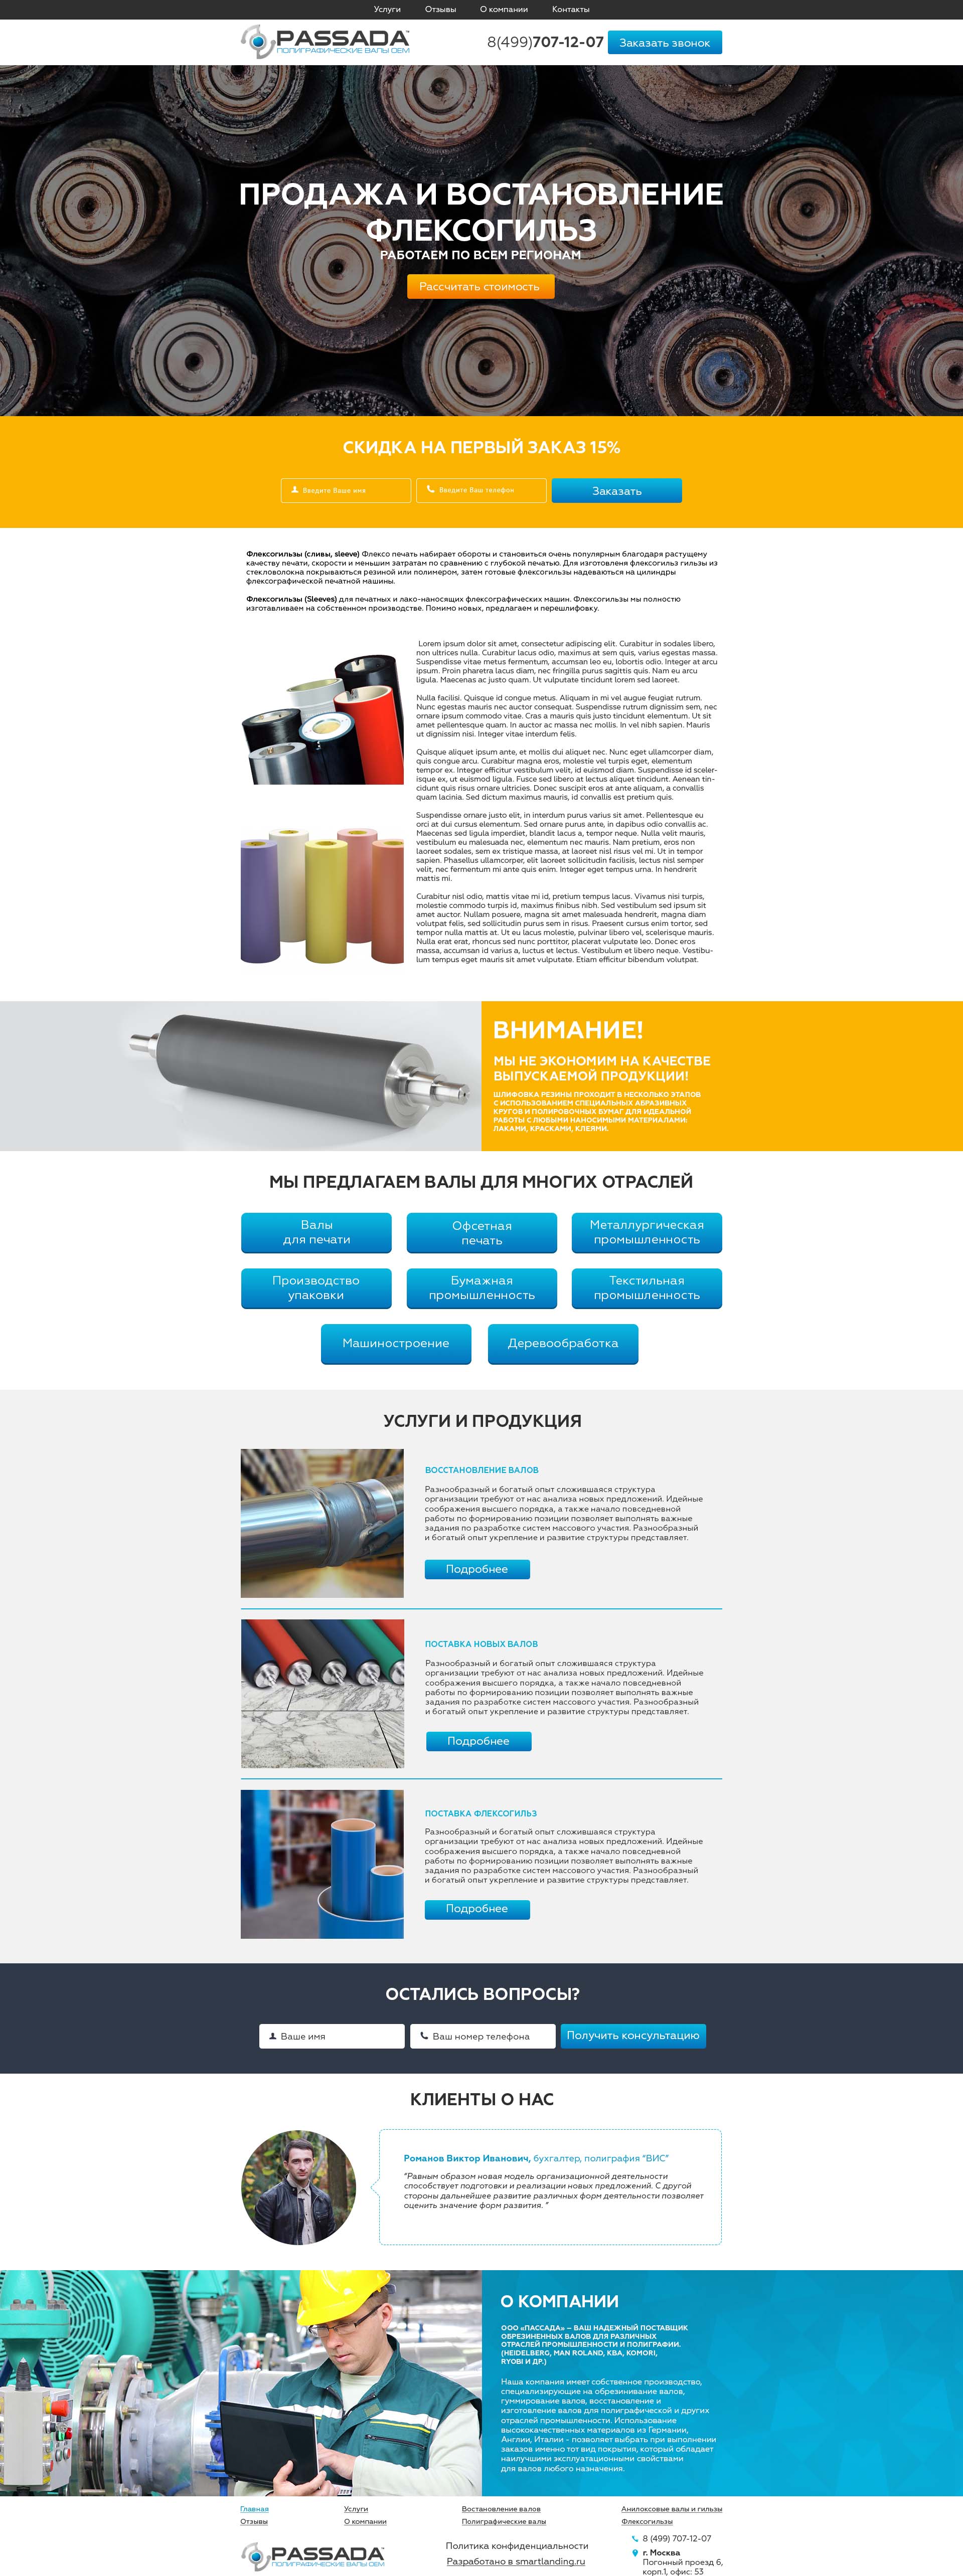 Услуги Отзывы О компании Контакты
PASSADA
ПОЛИГРАФИЧЕСКИЕ ВАЛЫ OEM
8(499)707-12-07
Заказать звонок
ПРОДАЖА И ВОСТАНОВЛЕНИЕ
ФЛЕКСОГИЛЬЗ
РАБОТАЕМ ПО ВСЕМ РЕГИОНАМ
Рассчитать стоимость
СКИДКА НА ПЕРВЫЙ ЗАКАЗ 15%
Введите Ваше имя
Введите Ваш телефон
Заказать
Флексогильзы (сливы, sleeve) Флексо печать набирает обороты и становиться очень популярным благодаря растущему
качеству печати, скорости и меньшим затратам по сравнению с глубокой печатью. Для изготовленя флексогильз гильзы из
стекловолокна покрываються резиной или полимером, затем готовые флексогильзы надеваються на цилиндры
флексографической печатной машины.
Флексогильзы (Sleeves) для печатных и лако-наносящих флексографических машин. Флексогильзы мы полностю
изготавливаем на собственном производстве. Помимо новых, предлагаем и перешлифовку.
Lorem ipsum dolor sit amet, consectetur adipiscing elit. Curabitur in sodales libero,
non ultrices nulla. Curabitur lacus odio, maximus at sem quis, varius egestas massa.
Suspendisse vitae metus fermentum, accumsan leo eu, lobortis odio. Integer at arcu
ipsum. Proin pharetra lacus diam, nec fringilla purus sagittis quis. Nam eu arcu
ligula. Maecenas ac justo quam. Ut vulputate tincidunt lorem sed laoreet.
Nulla facilisi. Quisque id congue metus. Aliquam in mi vel augue feugiat rutrum.
Nunc egestas mauris nec auctor consequat. Suspendisse rutrum dignissim sem, nec
ornare ipsum commodo vitae. Cras a mauris quis justo tincidunt elementum. Ut sit
amet pellentesque quam. In auctor ac massa nec mollis. In vel nibh sapien. Mauris
ut dignissim nisi. Integer vitae interdum felis.
Quisque aliquet ipsum ante, et mollis dui aliquet nec. Nunc eget ullamcorper diam,
quis congue arcu. Curabitur magna eros, molestie vel turpis eget, elementum
tempor ex. Integer efficitur vestibulum velit, id euismod diam. Suspendisse id sceler-
isque ex, ut euismod ligula. Fusce sed libero at lectus aliquet tincidunt. Aenean tin-
cidunt quis risus ornare ultricies. Donec suscipit eros at ante aliquam, a convallis
quam lacinia. Sed dictum maximus mauris, id convallis est pretium quis.
Suspendisse ornare justo elit, in interdum purus varius sit amet. Pellentesque eu
orci at dui cursus elementum. Sed ornare purus ante, in dapibus odio convallis ac.
Maecenas sed ligula imperdiet, blandit lacus a, tempor neque. Nulla velit mauris,
vestibulum eu malesuada nec, elementum nec mauris. Nam pretium, eros non
laoreet sodales, sem ex tristique massa, at laoreet nisl risus vel mi. Ut in tempor
sapien. Phasellus ullamcorper, elit laoreet sollicitudin facilisis, lectus nisl semper
velit, nec fermentum mi ante quis enim. Integer eget tempus urna. In hendrerit
mattis mi.
Curabitur nisl odio, mattis vitae mi id, pretium tempus lacus. Vivamus nisi turpis,
molestie commodo turpis id, maximus finibus nibh. Sed vestibulum sed ipsum sit
amet auctor. Nullam posuere, magna sit amet malesuada hendrerit, magna diam
volutpat felis, sed sollicitudin purus sem in risus. Praesent cursus enim tortor, sed
tempor nulla mattis at. Ut eu lacus molestie, pulvinar libero vel, scelerisque mauris.
Nulla erat erat, rhoncus sed nunc porttitor, placerat vulputate leo. Donec eros
massa, accumsan id varius a, luctus et lectus. Vestibulum et libero neque. Vestibu-
lum tempus eget mauris sit amet vulputate. Etiam efficitur bibendum volutpat.
ВНИМАНИЕ!
МЫ НЕ ЭКОНОМИМ НА КАЧЕСТВЕ
ВЫПУСКАЕМОЙ ПРОДУКЦИИ!
ШЛИФОВКА РЕЗИНЫ ПРОХОДИТ В НЕСКОЛЬКО ЭТАПОВ
С ИСПОЛЬЗОВАНИЕМ СПЕЦИАЛЬНЫХ АБРАЗИВНЫХ
КРУГОВ И ПОЛИРОВОЧНЫХ БУМАГ ДЛЯ ИДЕАЛЬНОЙ
РАБОТЫ С ЛЮБЫМИ НАНОСИМЫМИ МАТЕРИАЛАМИ:
ЛАКАМИ, КРАСКАМИ, КЛЕЯМИ.
МЫ ПРЕДЛАГАЕМ ВАЛЫ ДЛЯ МНОГИХ ОТРАСЛЕЙ
Валы
для печати
Офсетная
печать
Металлургическая
промышленность
Производство
упаковки
Бумажная
промышленность
Текстильная
промышленность
Машиностроение
Деревообработка
УСЛУГИ И ПРОДУКЦИЯ
ВОССТАНОВЛЕНИЕ ВАЛОВ
Разнообразный и богатый опыт сложившаяся структура
организации требуют от нас анализа новых предложений. Идейные
соображения высшего порядка, а также начало повседневной
работы по формированию позиции позволяет выполнять важные
задания по разработке систем массового участия. Разнообразный
и богатый опыт укрепление и развитие структуры представляет.
Подробнее
ПОСТАВКА НОВЫХ ВАЛОВ
Разнообразный и богатый опыт сложившаяся структура
организации требуют от нас анализа новых предложений. Идейные
соображения высшего порядка, а также начало повседневной
работы по формированию позиции позволяет выполнять важные
задания по разработке систем массового участия. Разнообразный
и богатый опыт укрепление и развитие структуры представляет.
Подробнее
ПОСТАВКА ФЛЕКСОГИЛЬЗ
Разнообразный и богатый опыт сложившаяся структура
организации требуют от нас анализа новых предложений. Идейные
соображения высшего порядка, а также начало повседневной
работы по формированию позиции позволяет выполнять важные
задания по разработке систем массового участия. Разнообразный
и богатый опыт укрепление и развитие структуры представляет.
Подробнее
ОСТАЛИСЬ ВОПРОСЫ?
Ваше имя
Ваш номер телефона
Получить консультацию
КЛИЕНТЫ О НАС
Романов Виктор Иванович, бухгалтер, полиграфия "ВИС"
"Равным образом новая модель организационной деятельности
способствует подготовки и реализации новых предложений. С другой
стороны дальнейшее развитие различных форм деятельности позволяет
оценить значение форм развития. "
О КОМПАНИИ
ООО «ПАССАДА» – ВАШ НАДЕЖНЫЙ ПОСТАВЩИК
ОБРЕЗИНЕННЫХ ВАЛОВ ДЛЯ РАЗЛИЧНЫХ
ОТРАСЛЕЙ ПРОМЫШЛЕННОСТИ И ПОЛИГРАФИИ.
(HEIDELBERG, MAN ROLAND, KBA, KOMORI,
RYOBI И ДР.)
Наша компания имеет собственное производство,
специализирующие на обрезинивание валов,
гуммирование валов, восстановление и
изготовление валов для полиграфической и других
отраслей промышленности. Использование
высококачественных материалов из Германии,
Англии, Италии - позволяет выбрать при выполнении
заказов именно тот вид покрытия, который обладает
наилучшими эксплуатационными свойствами
для валов любого назначения.
Главная Услуги Востановление валов Анилоксовые валы и гильзы
Отзывы О компании Полиграфические валы Флексогильзы
PASSADA
ПОЛИГРАФИЧЕСКИЕ ВАЛЫ OEM
Политика конфиденциальности
Разработано в smartlanding.ru
8 (499) 707-12-07
г. Москва
Погонный проезд 6,
корп.1, офис: 53